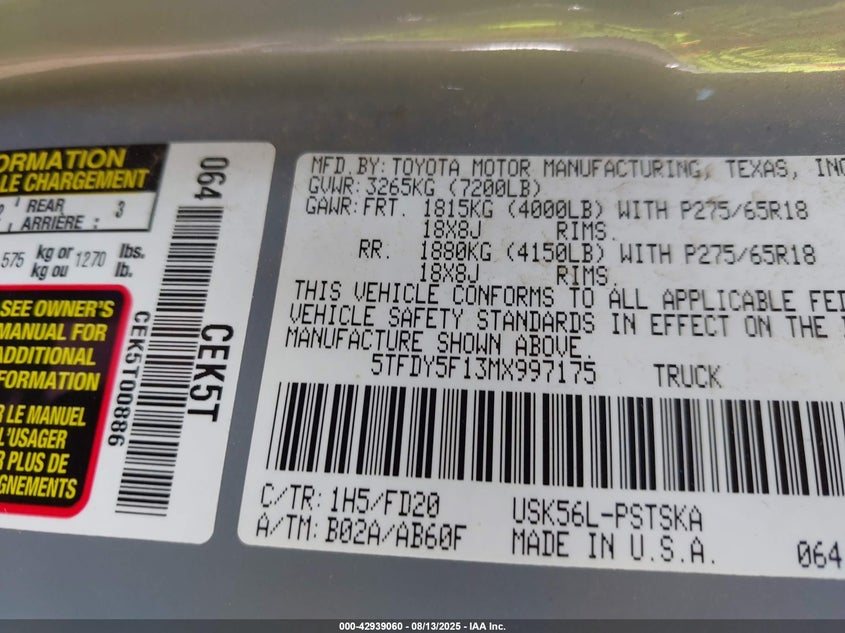 ORMATION
LE CHARGEMENT
REAR
ARRIÈRE : 3
575 kg or 1270 lbs.
kg ou lb.
SEE OWNER'S
MANUAL FOR
ADDITIONAL
FORMATION
R LE MANUEL
L'USAGER
R PLUS DE
GNEMENTS
064
CEK5T
CEK5T00886
MFD. BY: TOYOTA MOTOR MANUFACTURING, TEXAS, INC
GVWR: 3265KG (7200LB)
GAWR: FRT. 1815KG (4000LB) WITH P275/65R18
18X8J RIMS.
RR. 1880KG (4150LB) WITH P275/65R18
18X8J RIMS.
THIS VEHICLE CONFORMS TO ALL APPLICABLE FED
VEHICLE SAFETY STANDARDS IN EFFECT ON THE
MANUFACTURE SHOWN ABOVE.
5TFDY5F13MX997175 TRUCK
C/TR: 1H5/FD20 USK56L-PSTSKA
A/TM: B02A/AB60F MADE IN U.S.A. 064
000-42939060 - 08/13/2025 - IAA Inc.